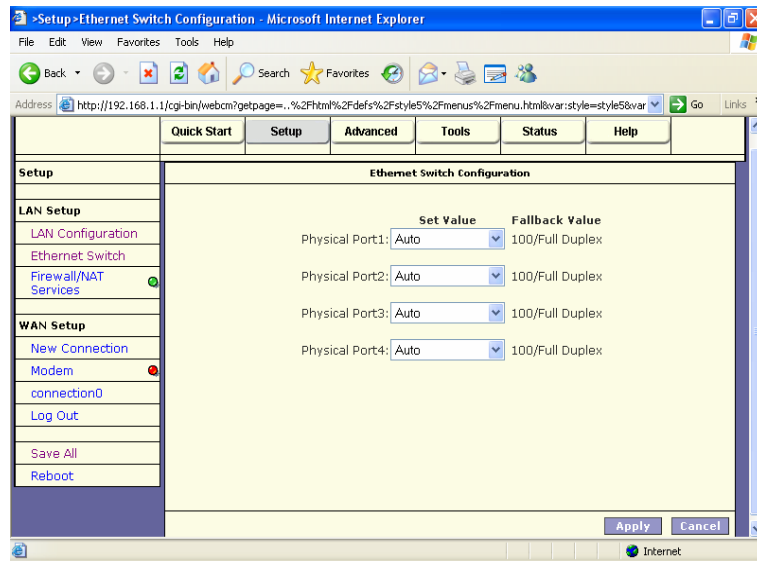 >Setup>Ethernet Switch Configuration - Microsoft Internet Explorer
File Edit View Favorites Tools Help
Back Search Favorites
Address http://192.168.1.1/cgi-bin/webcm?getpage=..%2Fhtml%2Fdefs%2Fstyle5%2Fmenus%2Fmenu.html&var:style=style5&var Go Links
Quick Start Setup Advanced Tools Status Help
Setup
Ethernet Switch Configuration
LAN Setup
LAN Configuration
Ethernet Switch
Firewall/NAT
Services
WAN Setup
New Connection
Modem
connection0
Log Out
Save All
Reboot
Set Value Fallback Value
Physical Port1: Auto 100/Full Duplex
Physical Port2: Auto 100/Full Duplex
Physical Port3: Auto 100/Full Duplex
Physical Port4: Auto 100/Full Duplex
Apply Cancel
Internet